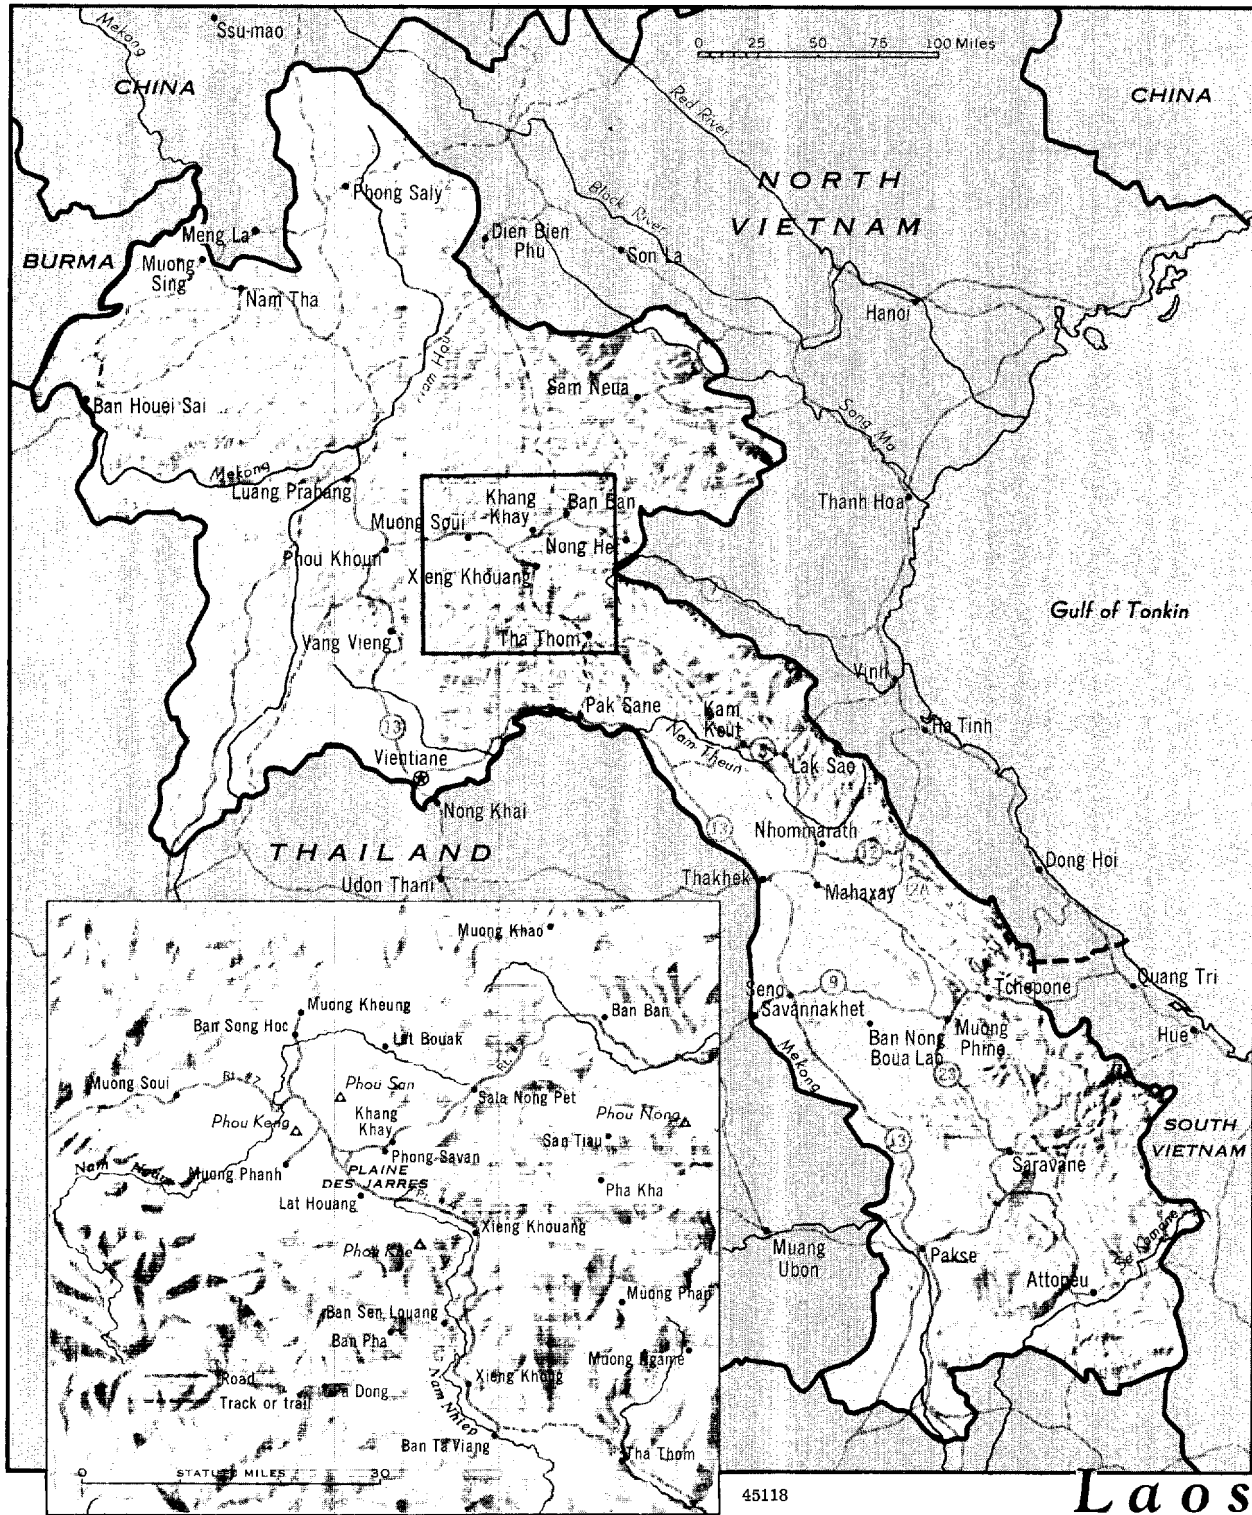 Mekong
Ssu-mao
0 25 50 75 100 Miles
CHINA
CHINA
Red River
NORTH
VIETNAM
Black River
Phong Saly
Meng La
Dien Bien
Phu
Son La
BURMA
Muong
Sing
Nam Tha
Hanoi
Nam Hou
Sam Neua
Ban Houei Sai
Song Ma
Mekong
Luang Prabang
Thanh Hoa
Khang
Khay
Ban Ban
Muong Soui
Nong Het
Phou Khoun
Xieng Khouang
Gulf of Tonkin
Vang Vieng
Tha Thom
Vinh
Pak Sane
Kam
Keut
Ha Tinh
13
Nam Theun
Vientiane
Lak Sao
Nong Khai
THAILAND
13
Nhommarath
12
Dong Hoi
Udon Thani
Thakhek
Mahaxay
Muong Khao
Seno
9
Tchepone
Quang Tri
Savannakhet
Muong Kheung
Ban Ban
Ban Song Hoc
Lat Bouak
Ban Nong
Boua Lao
Muong
Phine
Hue
Mekong
23
Muong Soui
Rt. #7
Phou San
Sala Nong Pet
Phou Nong
Phou Keng
Khang
Khay
San Tiau
13
SOUTH
VIETNAM
Phong Savan
Saravane
Muong Phanh
PLAINE
DES JARRES
Pha Kha
Lat Houang
Xieng Khouang
Phou Khe
Muang
Ubon
Pakse
Attopeu
Muong Phan
Ban Sen Louang
Ban Pha
Muong Ngame
Road
Track or trail
Pa Dong
Xieng Khong
Nam Nhiep
Ban Ta Viang
Tha Thom
0 STATUTE MILES 30
45118
Laos